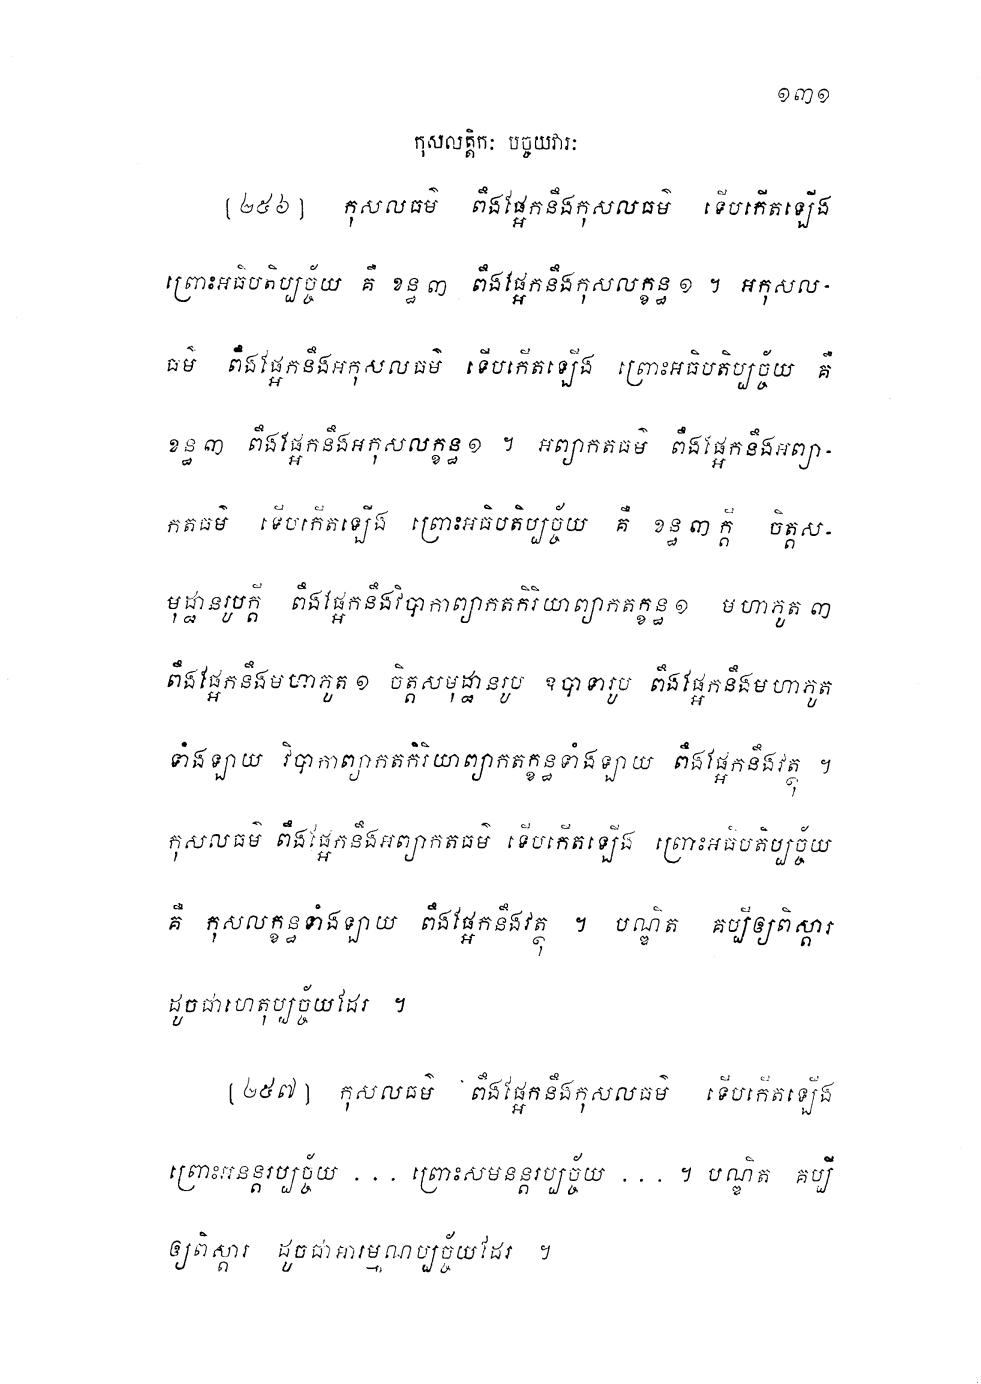 ១៣១
កុសលត្តិកៈ បច្ចយវារៈ
[២៥៦] កុសលធម៌ ពឹងផ្អែកនឹងកុសលធម៌ ទើបកើតឡើង
ព្រោះអធិបតិប្បច្ច័យ គឺ ខន្ធ ៣ ពឹងផ្អែកនឹងកុសលក្ខន្ធ ១ ។ អកុសល-
ធម៌ ពឹងផ្អែកនឹងអកុសលធម៌ ទើបកើតឡើង ព្រោះអធិបតិប្បច្ច័យ គឺ
ខន្ធ ៣ ពឹងផ្អែកនឹងអកុសលក្ខន្ធ ១ ។ អព្យាកតធម៌ ពឹងផ្អែកនឹងអព្យា-
កតធម៌ ទើបកើតឡើង ព្រោះអធិបតិប្បច្ច័យ គឺ ខន្ធ ៣ ក្តី ចិត្តស-
មុដ្ឋានរូបក្តី ពឹងផ្អែកនឹងវិបាកាព្យាកតកិរិយាព្យាកតក្ខន្ធ ១ មហាភូត ៣
ពឹងផ្អែកនឹងមហាភូត ១ ចិត្តសមុដ្ឋានរូប ឧបាទារូប ពឹងផ្អែកនឹងមហាភូត
ទាំងឡាយ វិបាកាព្យាកតកិរិយាព្យាកតក្ខន្ធទាំងឡាយ ពឹងផ្អែកនឹងវត្ថុ ។
កុសលធម៌ ពឹងផ្អែកនឹងអព្យាកតធម៌ ទើបកើតឡើង ព្រោះអធិបតិប្បច្ច័យ
គឺ កុសលក្ខន្ធទាំងឡាយ ពឹងផ្អែកនឹងវត្ថុ ។ បណ្ឌិត គប្បីឲ្យពិស្តារ
ដូចជាហេតុប្បច្ច័យដែរ ។
[២៥៧] កុសលធម៌ ពឹងផ្អែកនឹងកុសលធម៌ ទើបកើតឡើង
ព្រោះអនន្តរប្បច្ច័យ ... ព្រោះសមនន្តរប្បច្ច័យ ... ។ បណ្ឌិត គប្បី
ឲ្យពិស្តារ ដូចជាអារម្មណប្បច្ច័យដែរ ។